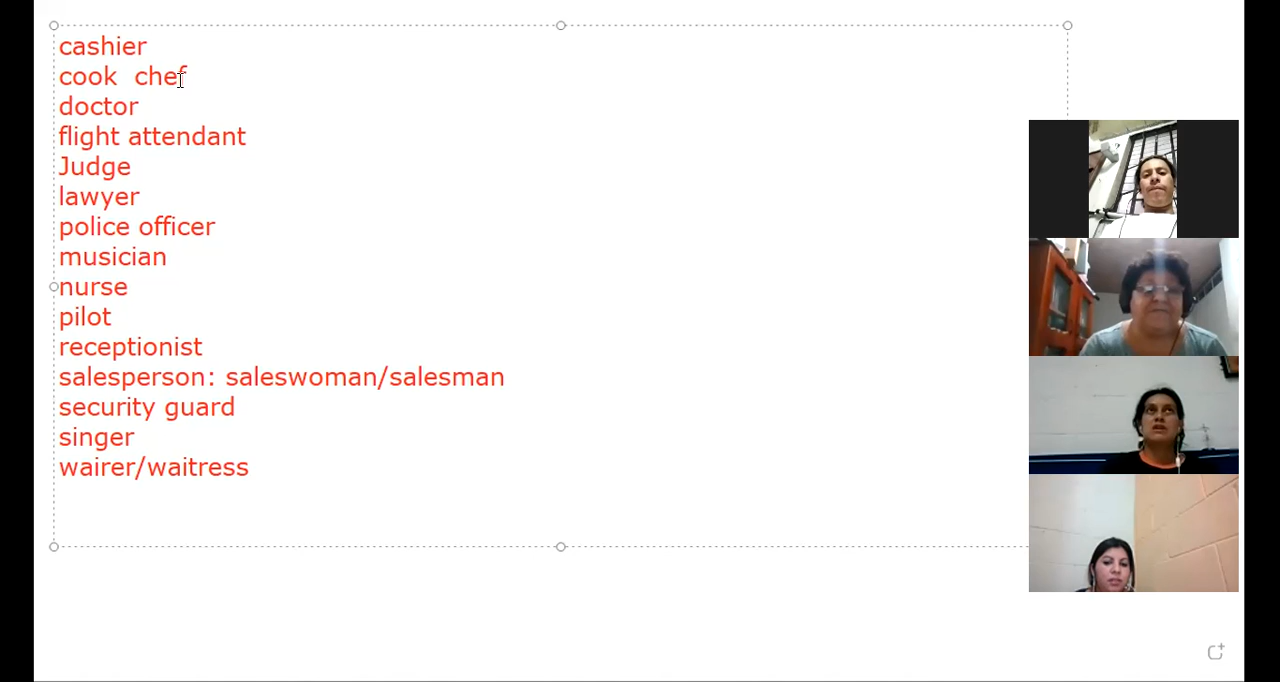 cashier
cook  chef
doctor
flight attendant
Judge
lawyer
police officer
musician
nurse
pilot
receptionist
salesperson: saleswoman/salesman
security guard
singer
wairer/waitress